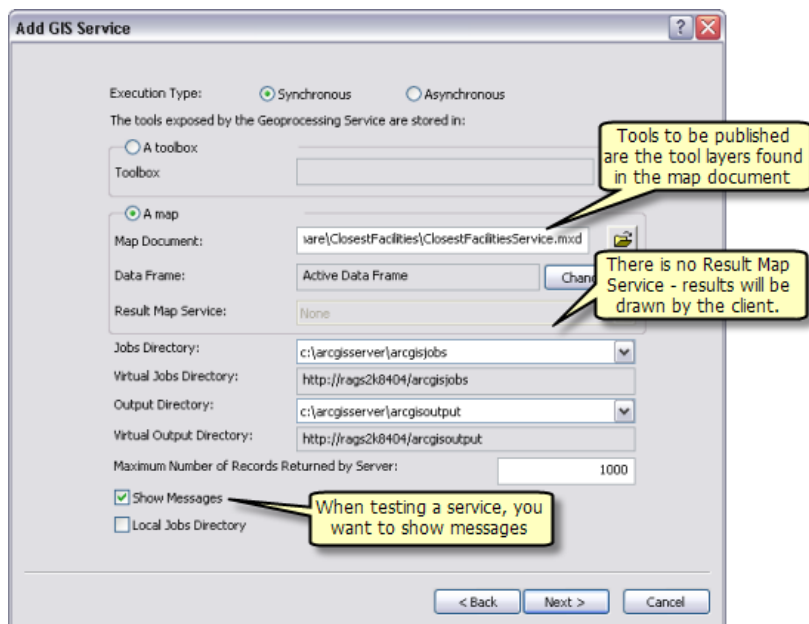 Add GIS Service
Execution Type: Synchronous Asynchronous
The tools exposed by the Geoprocessing Service are stored in:
A toolbox
Toolbox
Tools to be published
are the tool layers found
in the map document
A map
Map Document: ıare\ClosestFacilities\ClosestFacilitiesService.mxd
Data Frame: Active Data Frame Chan
There is no Result Map
Service - results will be
drawn by the client.
Result Map Service: None
Jobs Directory: c:\arcgisserver\arcgisjobs
Virtual Jobs Directory: http://rags2k8404/arcgisjobs
Output Directory: c:\arcgisserver\arcgisoutput
Virtual Output Directory: http://rags2k8404/arcgisoutput
Maximum Number of Records Returned by Server: 1000
Show Messages
When testing a service, you
want to show messages
Local Jobs Directory
< Back Next > Cancel